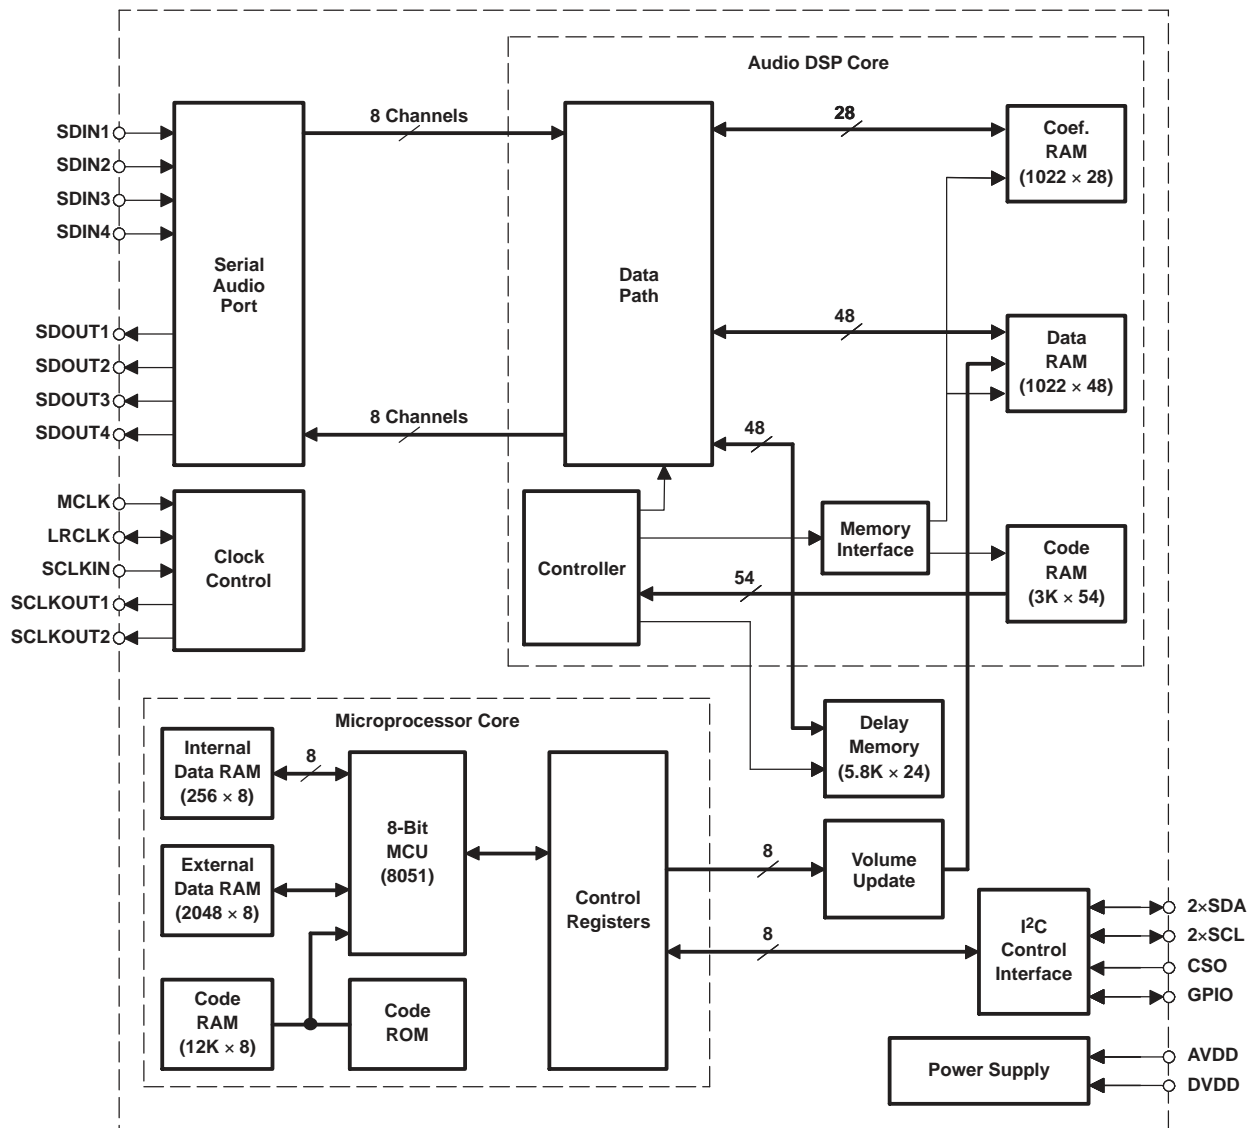 Audio DSP Core
8 Channels
28
SDIN1
SDIN2
SDIN3
SDIN4
Serial
Audio
Port
Data
Path
Coef.
RAM
(1022 × 28)
48
Data
RAM
(1022 × 48)
SDOUT1
SDOUT2
SDOUT3
SDOUT4
8 Channels
48
MCLK
LRCLK
SCLKIN
SCLKOUT1
SCLKOUT2
Clock
Control
Controller
Memory
Interface
54
Code
RAM
(3K × 54)
Microprocessor Core
Internal
Data RAM
(256 × 8)
8
8-Bit
MCU
(8051)
External
Data RAM
(2048 × 8)
Code
RAM
(12K × 8)
Code
ROM
Control
Registers
Delay
Memory
(5.8K × 24)
8
Volume
Update
8
I²C
Control
Interface
2×SDA
2×SCL
CSO
GPIO
Power Supply
AVDD
DVDD